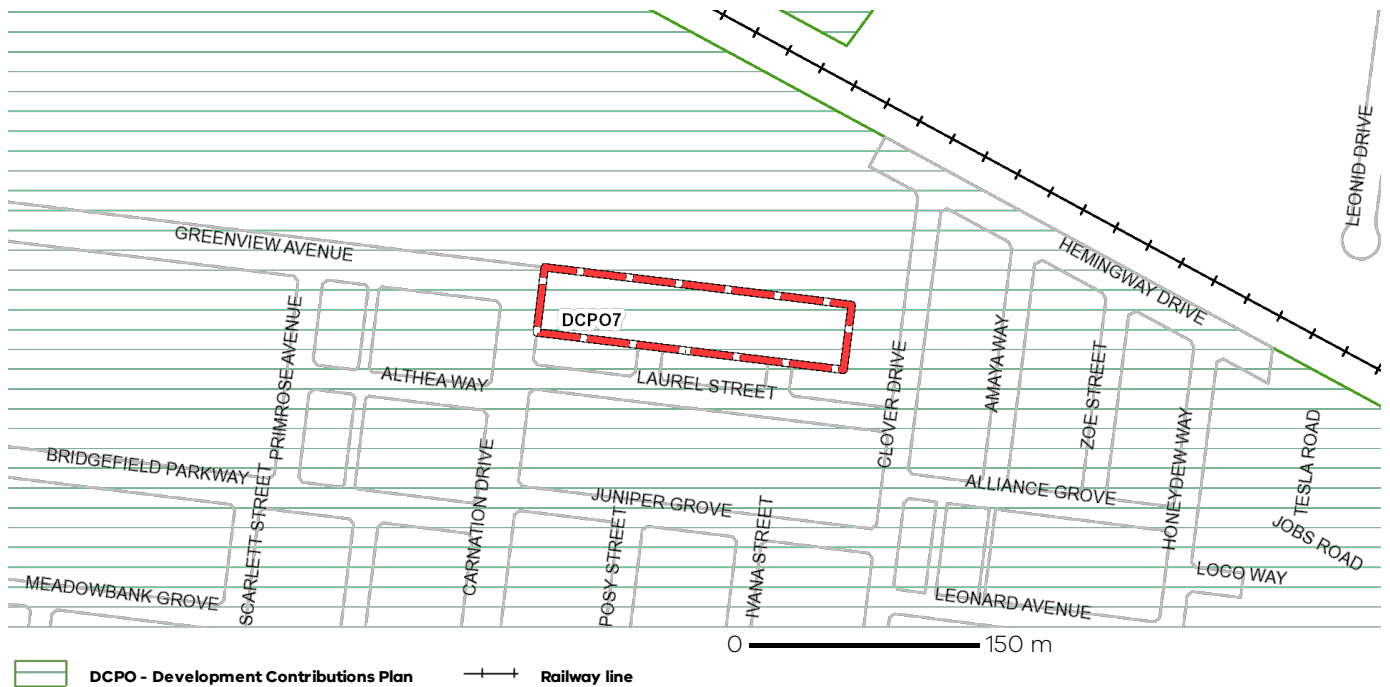 LEONID DRIVE
GREENVIEW AVENUE
HEMINGWAY DRIVE
DCPO7
PRIMROSE AVENUE
ALTHEA WAY
LAUREL STREET
CLOVER DRIVE
AMAYA WAY
ZOE STREET
HONEYDEW WAY
TESLA ROAD
BRIDGEFIELD PARKWAY
SCARLETT STREET
CARNATION DRIVE
JUNIPER GROVE
POSY STREET
IVANA STREET
ALLIANCE GROVE
JOBS ROAD
LOCO WAY
MEADOWBANK GROVE
LEONARD AVENUE
0 150 m
DCPO - Development Contributions Plan
Railway line